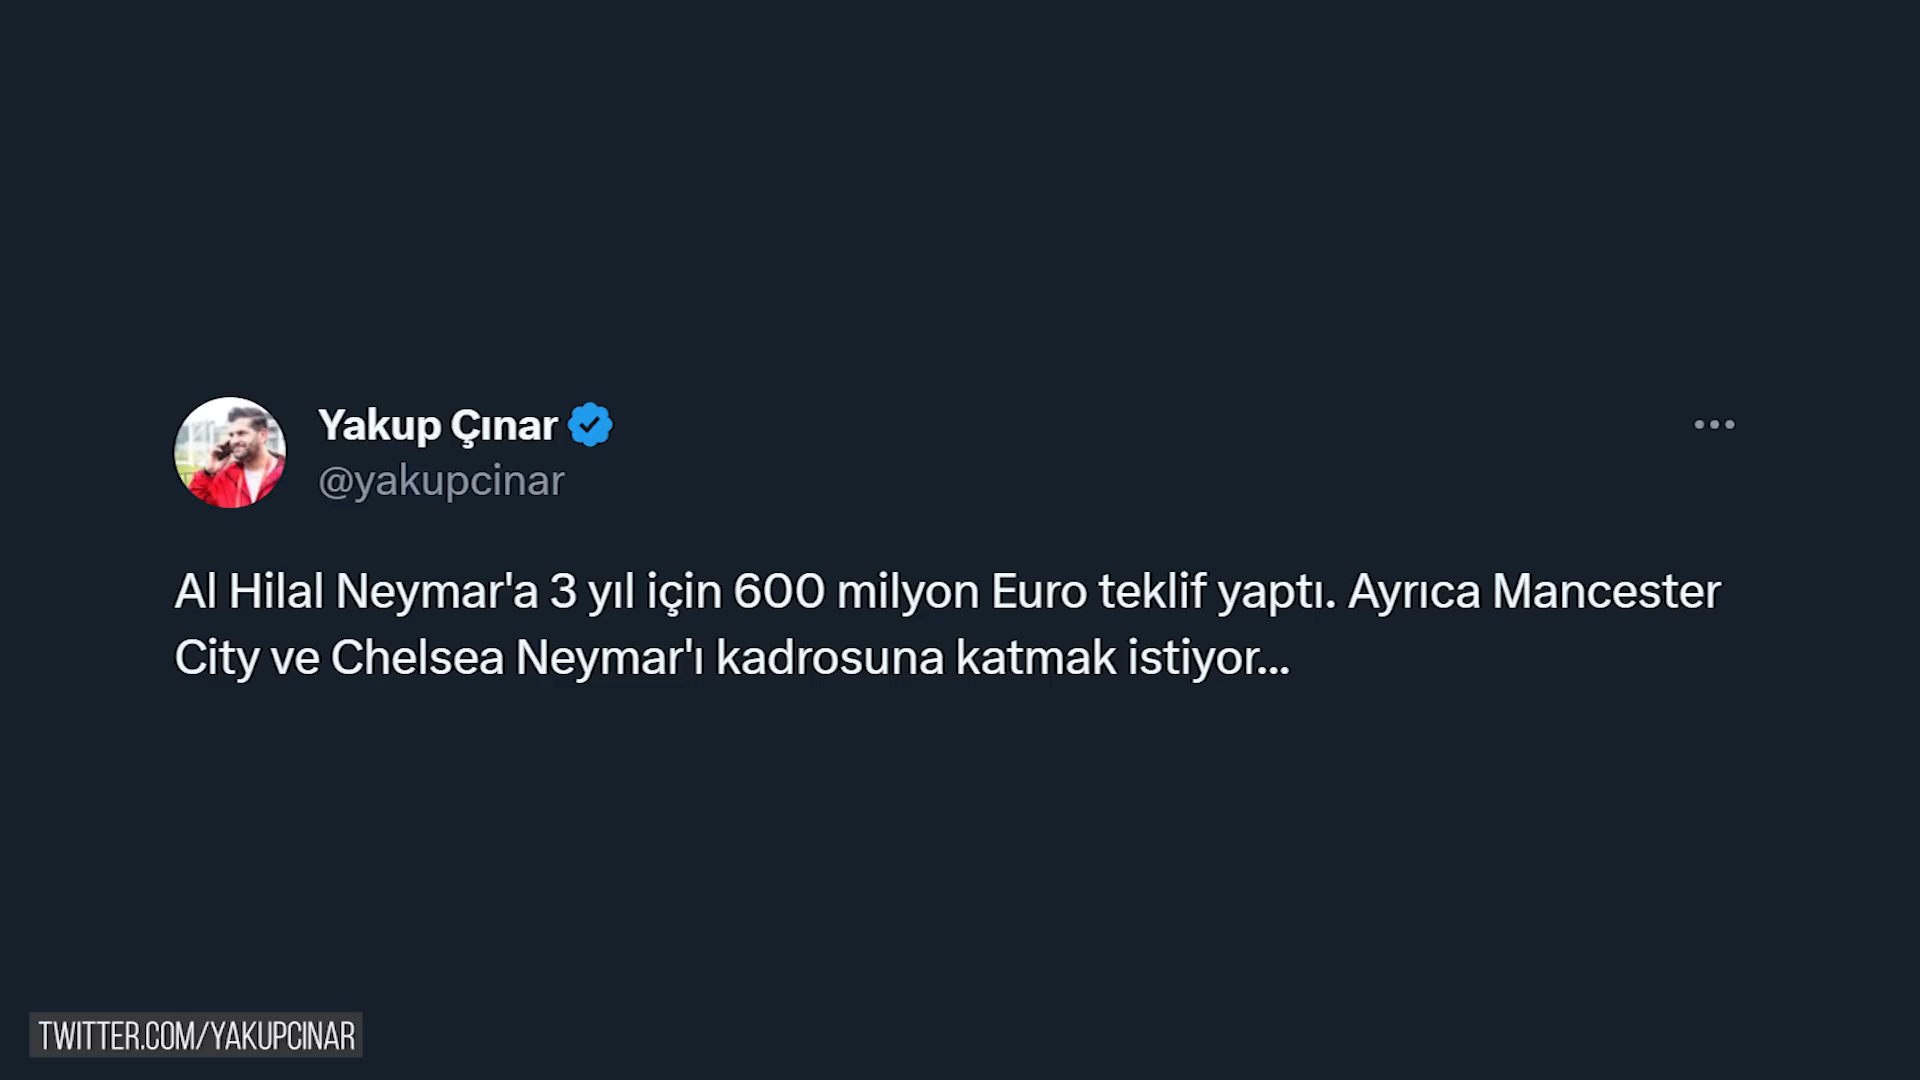 Yakup Çınar
@yakupcinar
Al Hilal Neymar'a 3 yıl için 600 milyon Euro teklif yaptı. Ayrıca Mancester
City ve Chelsea Neymar'ı kadrosuna katmak istiyor...
TWITTER.COM/YAKUPCINAR